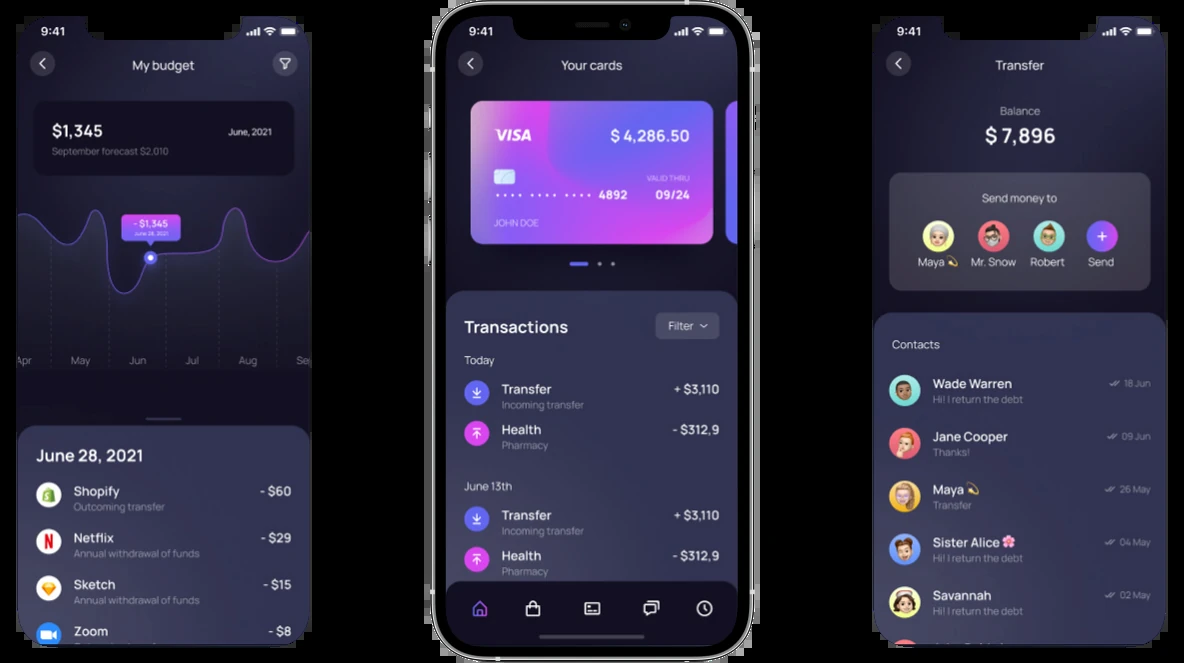 9:41
My budget
$1,345
June, 2021
September forecast $2,010
- $1,345
June 28, 2021
Apr
May
Jun
Jul
Aug
June 28, 2021
Shopify
- $60
Outcoming transfer
Netflix
- $29
Annual withdrawal of funds
Sketch
- $15
Annual withdrawal of funds
Zoom
- $8
9:41
Your cards
VISA
$ 4,286.50
VALID THRU
4892
09/24
JOHN DOE
Transactions
Filter
Today
Transfer
+ $3,110
Incoming transfer
Health
- $312,9
Pharmacy
June 13th
Transfer
+ $3,110
Incoming transfer
Health
- $312,9
Pharmacy
9:41
Transfer
Balance
$ 7,896
Send money to
Maya 💫
Mr. Snow
Robert
Send
Contacts
Wade Warren
18 Jun
Hi! I return the debt
Jane Cooper
09 Jun
Thanks!
Maya 💫
26 May
Transfer
Sister Alice 🌸
04 May
Hi! I return the debt
Savannah
02 May
Hi! I return the debt